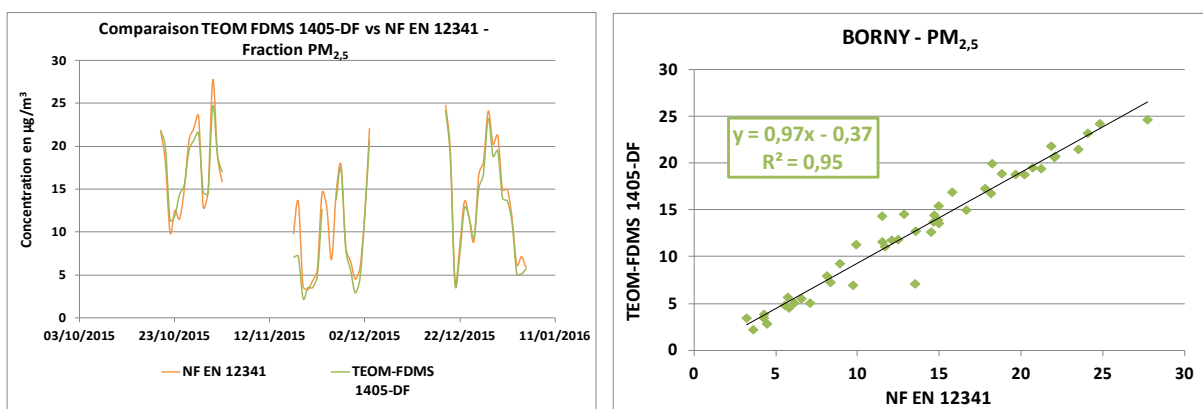 Comparaison TEOM FDMS 1405-DF vs NF EN 12341 -
Fraction PM2,5
Concentration en µg/m³
30
25
20
15
10
5
0
03/10/2015 23/10/2015 12/11/2015 02/12/2015 22/12/2015 11/01/2016
NF EN 12341 TEOM-FDMS
1405-DF
BORNY - PM2,5
TEOM-FDMS 1405-DF
30
25
20
15
10
5
0
y = 0,97x - 0,37
R² = 0,95
0 5 10 15 20 25 30
NF EN 12341